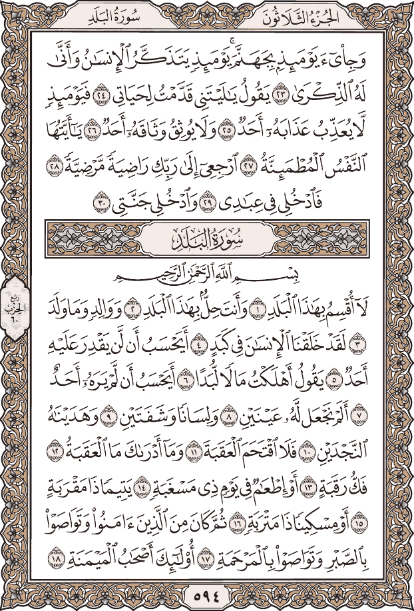 سُورَةُ البَلَدِ
الجُزْءُ الثَّلَاثُونَ
وَجِاْيٓءَ يَوْمَئِذِۭ بِجَهَنَّمَۚ يَوْمَئِذٖ يَتَذَكَّرُ ٱلْإِنسَٰنُ وَأَنَّىٰ
لَهُ ٱلذِّكْرَىٰ ٢٣ يَقُولُ يَٰلَيْتَنِي قَدَّمْتُ لِحَيَاتِي ٢٤ فَيَوْمَئِذٖ
لَّا يُعَذِّبُ عَذَابَهُۥٓ أَحَدٞ ٢٥ وَلَا يُوثِقُ وَثَاقَهُۥٓ أَحَدٞ ٢٦ يَٰٓأَيَّتُهَا
ٱلنَّفْسُ ٱلْمُطْمَئِنَّةُ ٢٧ ٱرْجِعِيٓ إِلَىٰ رَبِّكِ رَاضِيَةٗ مَّرْضِيَّةٗ ٢٨
فَٱدْخُلِي فِي عِبَٰدِي ٢٩ وَٱدْخُلِي جَنَّتِي ٣٠
سُورَةُ البَلَدِ
بِسْمِ ٱللَّهِ ٱلرَّحْمَٰنِ ٱلرَّحِيمِ
لَآ أُقْسِمُ بِهَٰذَا ٱلْبَلَدِ ١ وَأَنتَ حِلُّۢ بِهَٰذَا ٱلْبَلَدِ ٢ وَوَالِدٖ وَمَا وَلَدَ
٣ لَقَدْ خَلَقْنَا ٱلْإِنسَٰنَ فِي كَبَدٍ ٤ أَيَحْسَبُ أَن لَّن يَقْدِرَ عَلَيْهِ
أَحَدٞ ٥ يَقُولُ أَهْلَكْتُ مَالٗا لُّبَدًا ٦ أَيَحْسَبُ أَن لَّمْ يَرَهُۥٓ أَحَدٌ
٧ أَلَمْ نَجْعَل لَّهُۥ عَيْنَيْنِ ٨ وَلِسَانٗا وَشَفَتَيْنِ ٩ وَهَدَيْنَٰهُ
ٱلنَّجْدَيْنِ ١٠ فَلَا ٱقْتَحَمَ ٱلْعَقَبَةَ ١١ وَمَآ أَدْرَىٰكَ مَا ٱلْعَقَبَةُ ١٢
فَكُّ رَقَبَةٍ ١٣ أَوْ إِطْعَٰمٞ فِي يَوْمٖ ذِي مَسْغَبَةٖ ١٤ يَتِيمٗا ذَا مَقْرَبَةٍ
١٥ أَوْ مِسْكِينٗا ذَا مَتْرَبَةٖ ١٦ ثُمَّ كَانَ مِنَ ٱلَّذِينَ ءَامَنُواْ وَتَوَاصَوْاْ
بِٱلصَّبْرِ وَتَوَاصَوْاْ بِٱلْمَرْحَمَةِ ١٧ أُوْلَٰٓئِكَ أَصْحَٰبُ ٱلْمَيْمَنَةِ ١٨
ربع
الحزب
٦٠
٥٩٤